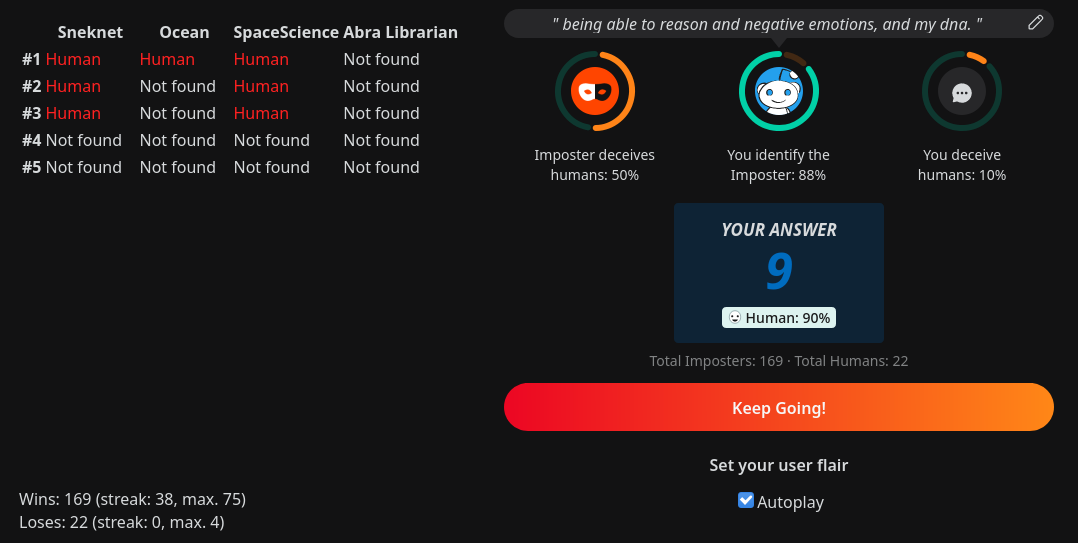 Sneknet Ocean SpaceScience Abra Librarian
#1 Human Human Human Not found
#2 Human Not found Human Not found
#3 Human Not found Human Not found
#4 Not found Not found Not found Not found
#5 Not found Not found Not found Not found
Wins: 169 (streak: 38, max. 75)
Loses: 22 (streak: 0, max. 4)
" being able to reason and negative emotions, and my dna. "
Imposter deceives
humans: 50%
You identify the
Imposter: 88%
You deceive
humans: 10%
YOUR ANSWER
9
Human: 90%
Total Imposters: 169 · Total Humans: 22
Keep Going!
Set your user flair
Autoplay